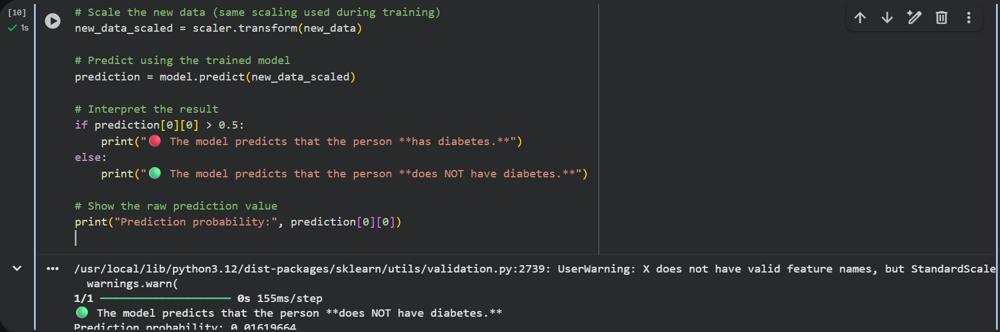 [10]
1s
# Scale the new data (same scaling used during training)
new_data_scaled = scaler.transform(new_data)
# Predict using the trained model
prediction = model.predict(new_data_scaled)
# Interpret the result
if prediction[0][0] > 0.5:
    print("🔴 The model predicts that the person **has diabetes.**")
else:
    print("🟢 The model predicts that the person **does NOT have diabetes.**")
# Show the raw prediction value
print("Prediction probability:", prediction[0][0])
/usr/local/lib/python3.12/dist-packages/sklearn/utils/validation.py:2739: UserWarning: X does not have valid feature names, but StandardScale
  warnings.warn(
1/1 ━━━━━━━━━━━━━━━━━━━━ 0s 155ms/step
🟢 The model predicts that the person **does NOT have diabetes.**
Prediction probability: 0.01619664